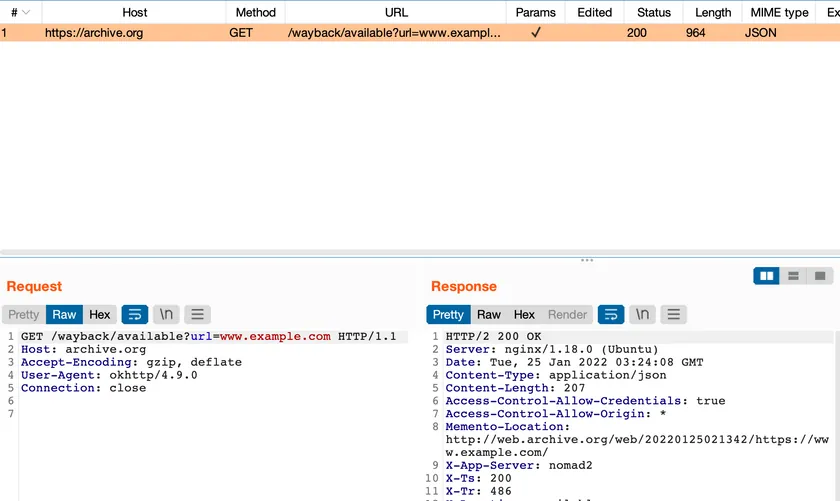 # Host Method URL Params Edited Status Length MIME type Ex
1 https://archive.org GET /wayback/available?url=www.exampl... ✓ 200 964 JSON
Request
Pretty Raw Hex \n
1 GET /wayback/available?url=www.example.com HTTP/1.1
2 Host: archive.org
3 Accept-Encoding: gzip, deflate
4 User-Agent: okhttp/4.9.0
5 Connection: close
6
7
Response
Pretty Raw Hex Render \n
1 HTTP/2 200 OK
2 Server: nginx/1.18.0 (Ubuntu)
3 Date: Tue, 25 Jan 2022 03:24:08 GMT
4 Content-Type: application/json
5 Content-Length: 207
6 Access-Control-Allow-Credentials: true
7 Access-Control-Allow-Origin: *
8 Memento-Location:
http://web.archive.org/web/20220125021342/https://ww
w.example.com/
9 X-App-Server: nomad2
10 X-Ts: 200
11 X-Tr: 486